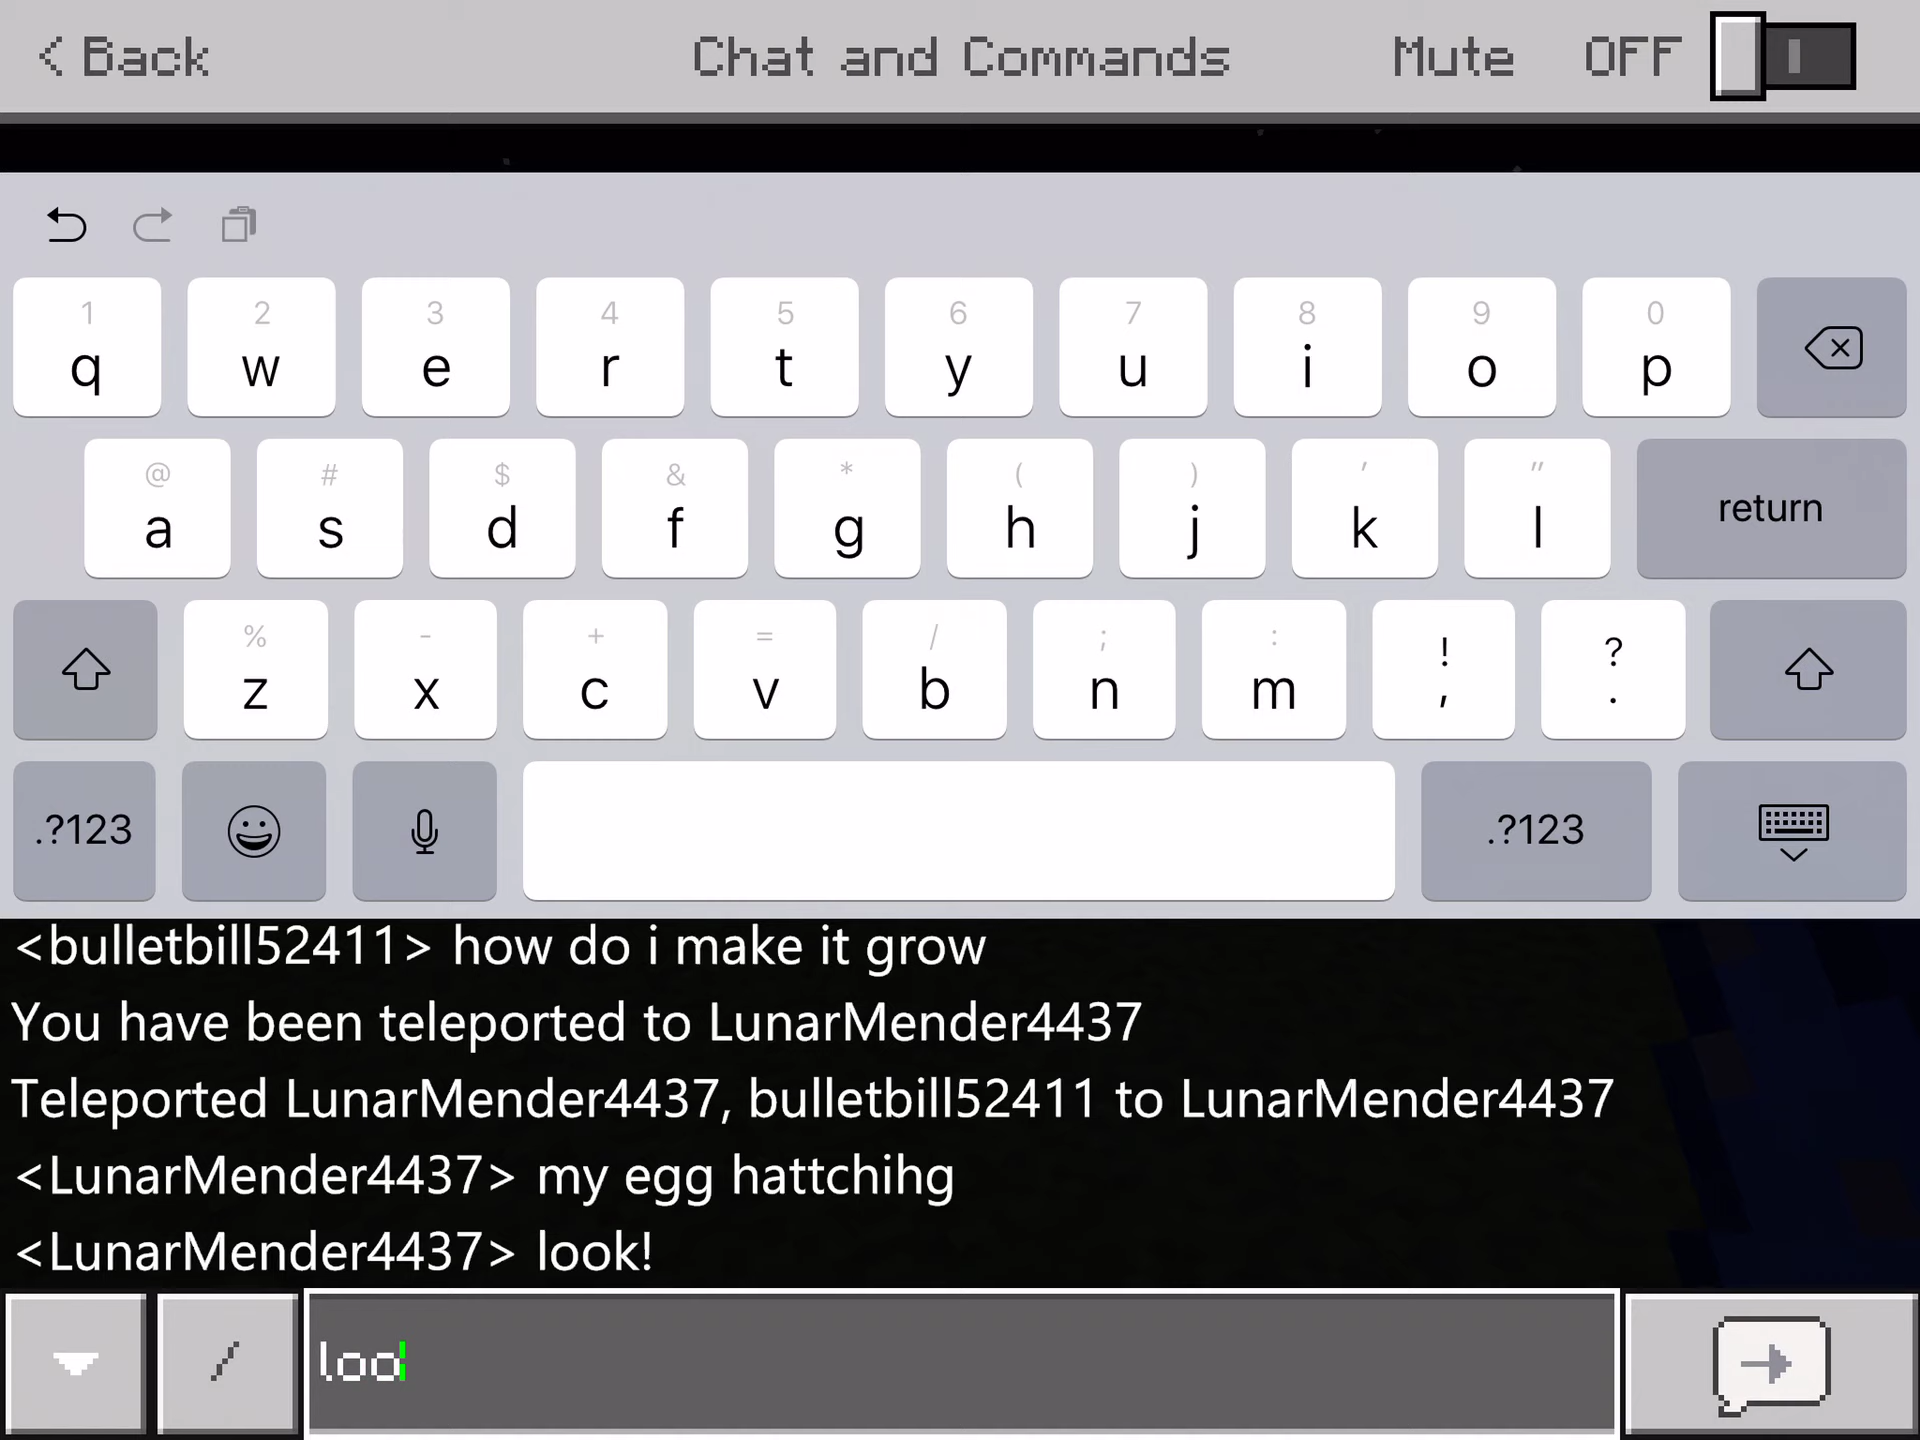 < Back Chat and Commands Mute OFF
1 2 3 4 5 6 7 8 9 0
q w e r t y u i o p
@ # $ & * ( ) ' "
a s d f g h j k l return
% - + = / ; : ! ?
z x c v b n m , .
.?123 .?123
<bulletbill52411> how do i make it grow
You have been teleported to LunarMender4437
Teleported LunarMender4437, bulletbill52411 to LunarMender4437
<LunarMender4437> my egg hattchihg
<LunarMender4437> look!
/ loo